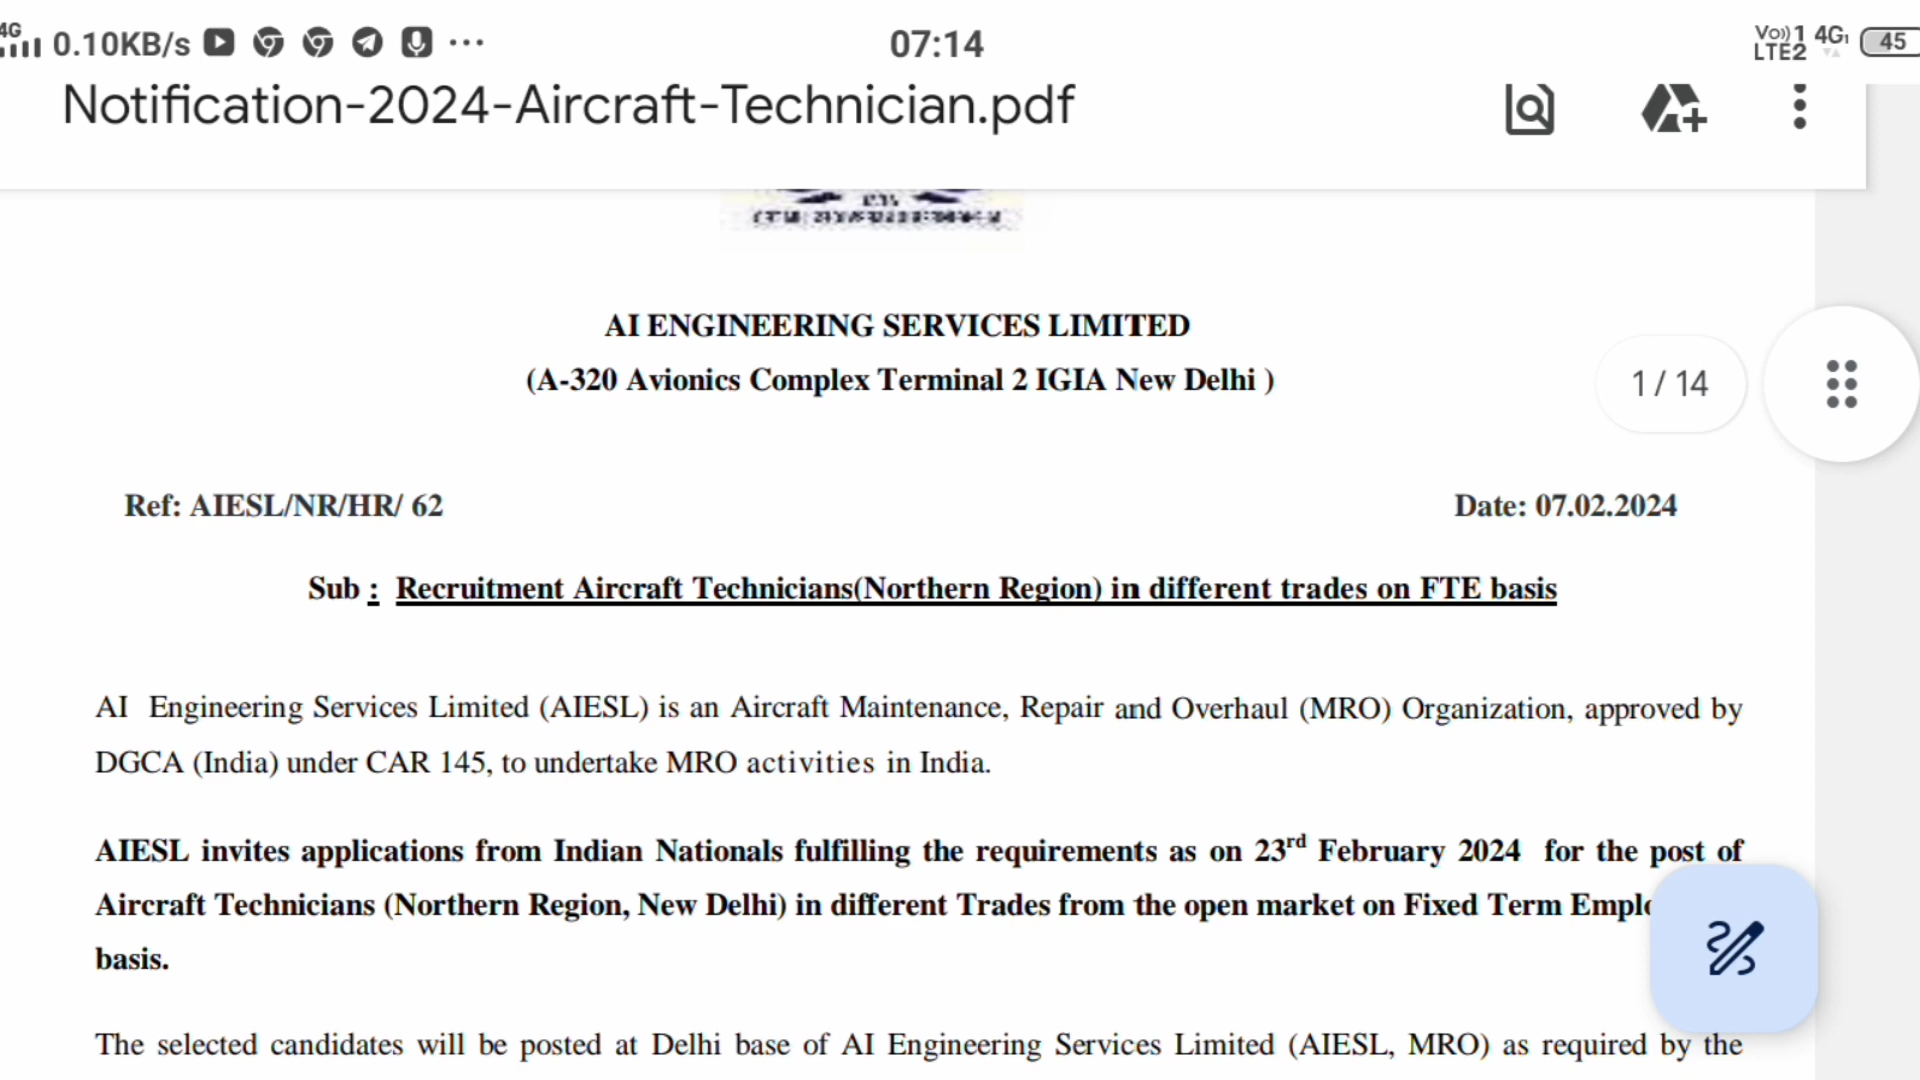 4G 0.10KB/s ... 07:14 Vo)) 1 4G 45
LTE2
Notification-2024-Aircraft-Technician.pdf
AI ENGINEERING SERVICES LIMITED
(A-320 Avionics Complex Terminal 2 IGIA New Delhi )
1 / 14
Ref: AIESL/NR/HR/ 62 Date: 07.02.2024
Sub : Recruitment Aircraft Technicians(Northern Region) in different trades on FTE basis
AI Engineering Services Limited (AIESL) is an Aircraft Maintenance, Repair and Overhaul (MRO) Organization, approved by
DGCA (India) under CAR 145, to undertake MRO activities in India.
AIESL invites applications from Indian Nationals fulfilling the requirements as on 23rd February 2024 for the post of
Aircraft Technicians (Northern Region, New Delhi) in different Trades from the open market on Fixed Term Emplo
basis.
The selected candidates will be posted at Delhi base of AI Engineering Services Limited (AIESL, MRO) as required by the